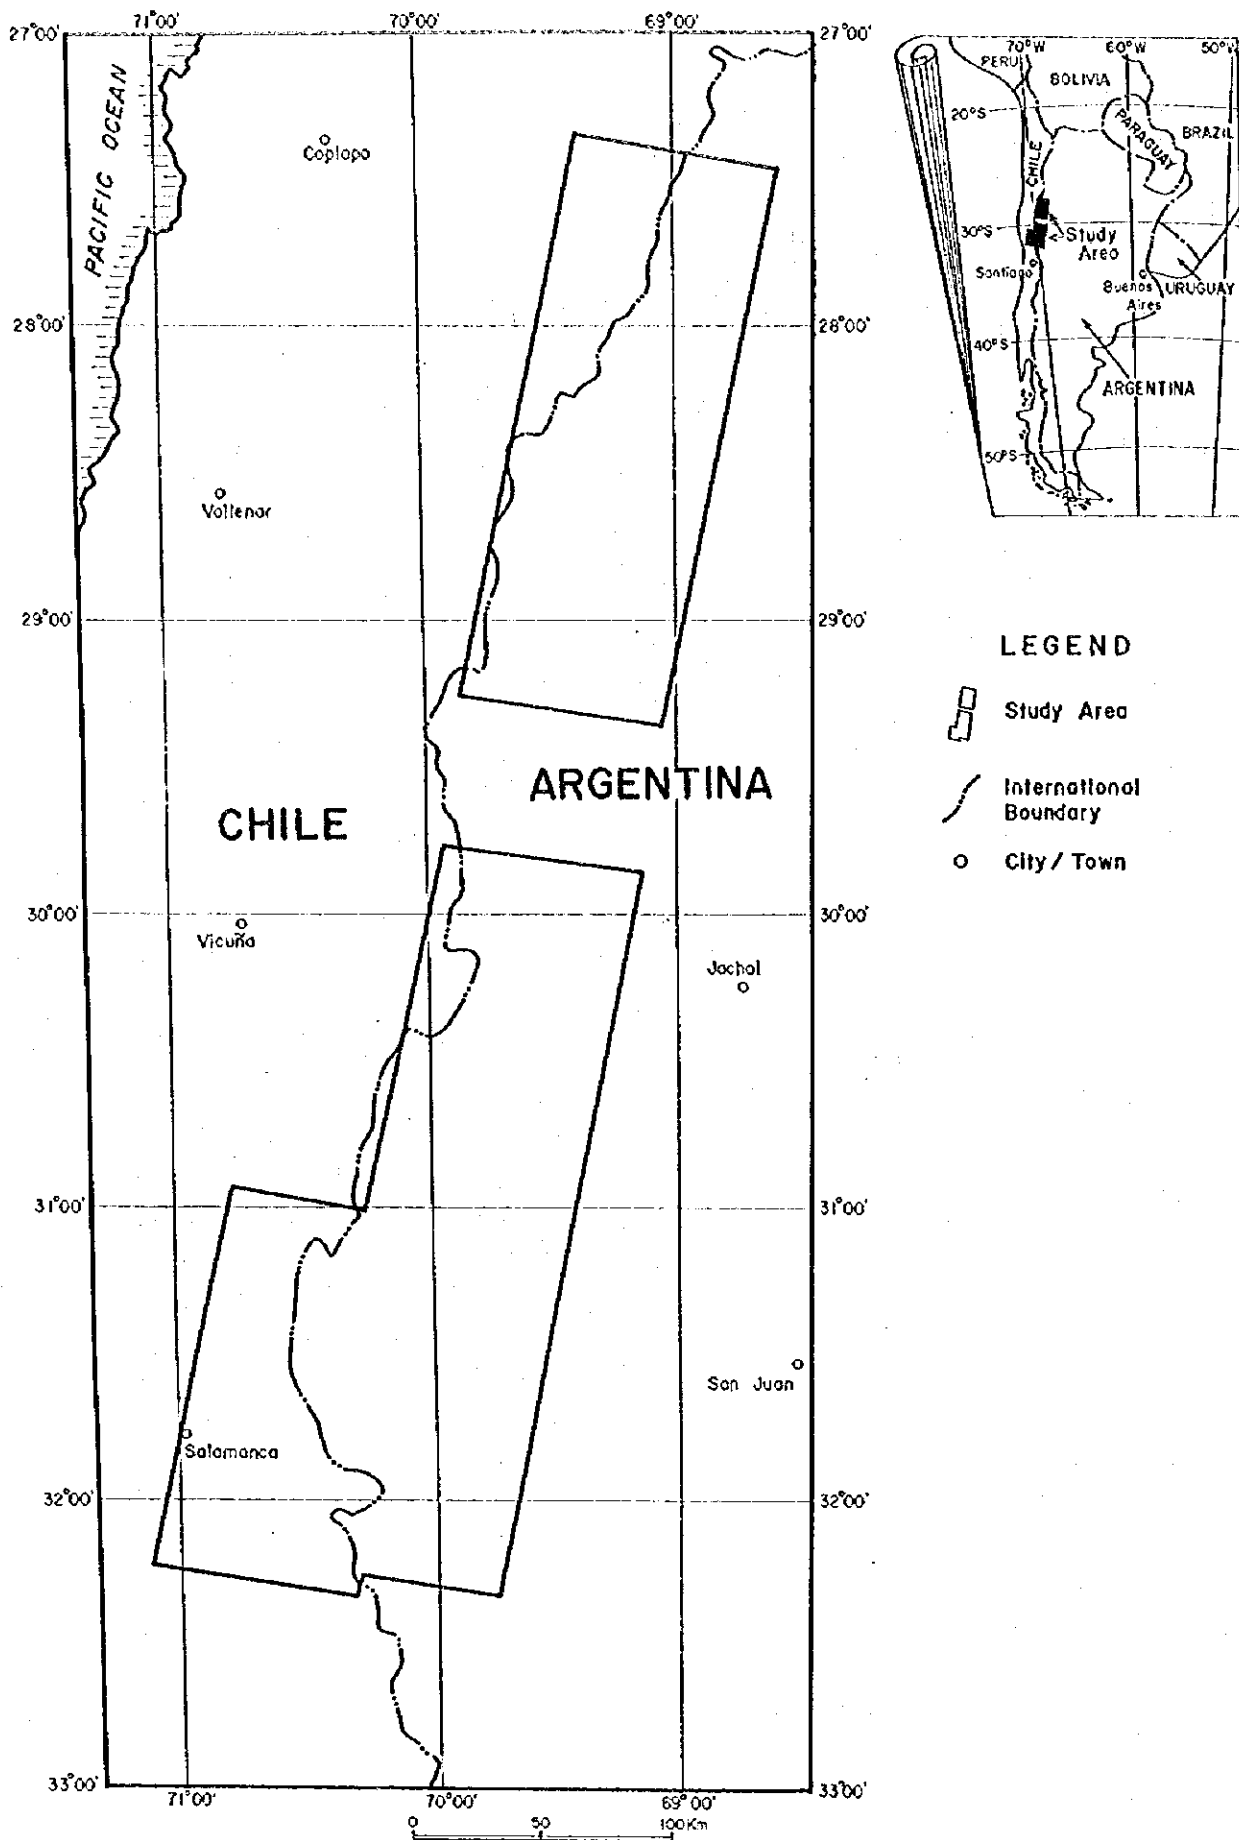 71°00'
70°00'
69°00'
27°00'
27°00'
PACIFIC OCEAN
Copiapo
28°00'
28°00'
Vallenar
29°00'
29°00'
CHILE
ARGENTINA
30°00'
30°00'
Vicuña
Jachal
31°00'
31°00'
San Juan
Salamanca
32°00'
32°00'
33°00'
33°00'
71°00'
70°00'
69°00'
0 50 100Km
70°W 60°W 50°W
PERU
BOLIVIA
20°S
PARAGUAY
BRAZIL
CHILE
30°S
Study
Area
Santiago
Buenos
Aires
URUGUAY
40°S
ARGENTINA
50°S
LEGEND
Study Area
International
Boundary
City / Town